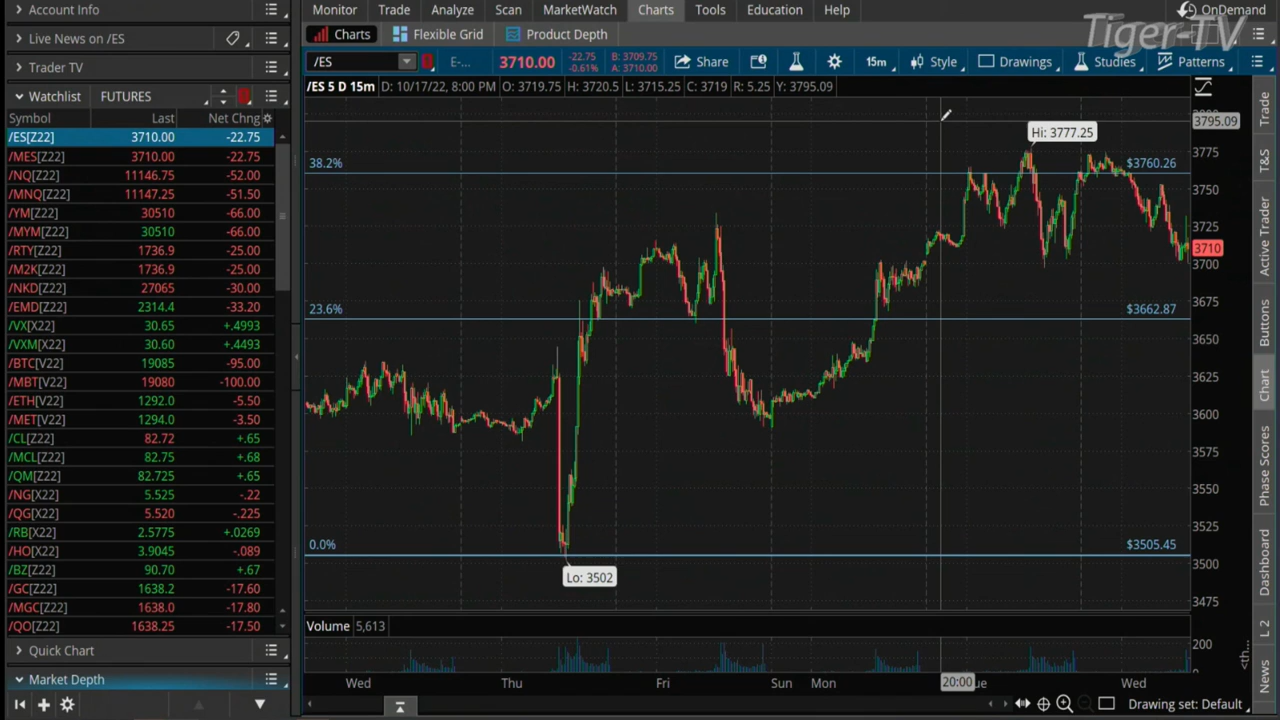 Account Info
Monitor Trade Analyze Scan MarketWatch Charts Tools Education Help OnDemand
Tiger-TV
Live News on /ES
Charts Flexible Grid Product Depth
Trader TV
/ES E-... 3710.00 -22.75 -0.61% B: 3709.75 A: 3710.00 Share 15m Style Drawings Studies Patterns
Watchlist FUTURES
/ES 5 D 15m D: 10/17/22, 8:00 PM O: 3719.75 H: 3720.5 L: 3715.25 C: 3719 R: 5.25 Y: 3795.09
Symbol Last Net Chng
/ES[Z22] 3710.00 -22.75
/MES[Z22] 3710.00 -22.75
/NQ[Z22] 11146.75 -52.00
/MNQ[Z22] 11147.25 -51.50
/YM[Z22] 30510 -66.00
/MYM[Z22] 30510 -66.00
/RTY[Z22] 1736.9 -25.00
/M2K[Z22] 1736.9 -25.00
/NKD[Z22] 27065 -30.00
/EMD[Z22] 2314.4 -33.20
/VX[X22] 30.65 +.4993
/VXM[X22] 30.60 +.4493
/BTC[V22] 19085 -95.00
/MBT[V22] 19080 -100.00
/ETH[V22] 1292.0 -5.50
/MET[V22] 1294.0 -3.50
/CL[Z22] 82.72 +.65
/MCL[Z22] 82.75 +.68
/QM[Z22] 82.725 +.65
/NG[X22] 5.525 -.22
/QG[X22] 5.520 -.225
/RB[X22] 2.5775 +.0269
/HO[X22] 3.9045 -.089
/BZ[Z22] 90.70 +.67
/GC[Z22] 1638.2 -17.60
/MGC[Z22] 1638.0 -17.80
/QO[Z22] 1638.25 -17.50
Quick Chart
Market Depth
3795.09
Hi: 3777.25
3775
38.2% $3760.26
3750
3725
3710
3700
3675
23.6% $3662.87
3650
3625
3600
3575
3550
3525
0.0% $3505.45
3500
Lo: 3502
3475
Volume 5,613
200
100
Wed Thu Fri Sun Mon 20:00 ue Wed
Drawing set: Default
Trade
T&S
Active Trader
Buttons
Chart
Phase Scores
Dashboard
L 2
News